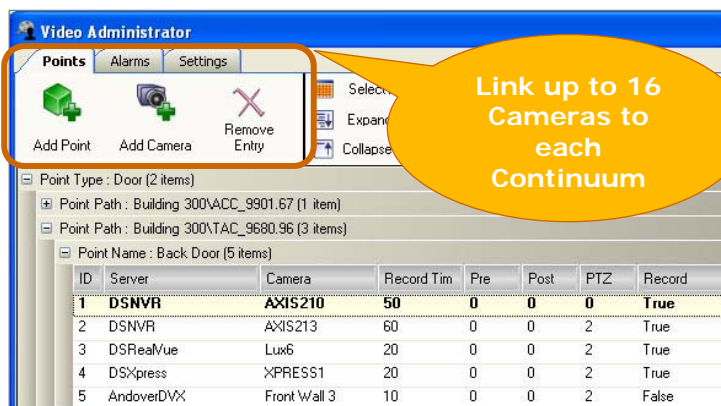 Video Administrator
Points Alarms Settings
Add Point Add Camera Remove Entry
Collapse
Link up to 16
Cameras to
each
Continuum
Point Type : Door (2 items)
Point Path : Building 300\ACC_9901.67 (1 item)
Point Path : Building 300\TAC_9680.96 (3 items)
Point Name : Back Door (5 items)
ID Server Camera Record Tim Pre Post PTZ Record
1 DSNVR AXIS210 50 0 0 0 True
2 DSNVR AXIS213 60 0 0 2 True
3 DSRealVue Lux6 20 0 0 2 True
4 DSXpress XPRESS1 20 0 0 2 True
5 AndoverDVX Front Wall 3 10 0 0 2 False